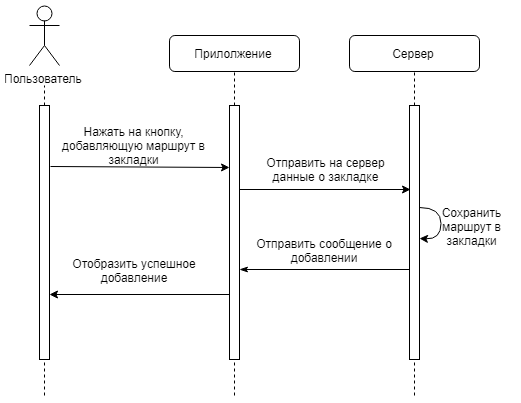 Пользователь
Прилолжение
Сервер
Нажать на кнопку,
добавляющую маршрут в
закладки
Отправить на сервер
данные о закладке
Сохранить
маршрут в
закладки
Отправить сообщение о
добавлении
Отобразить успешное
добавление